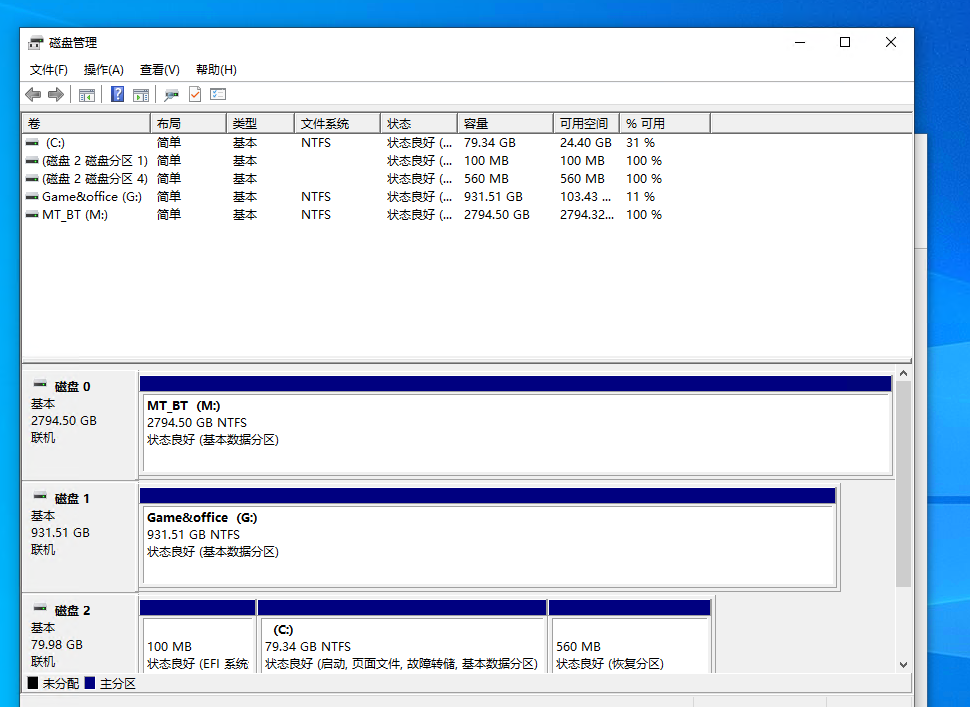 磁盘管理
文件(F) 操作(A) 查看(V) 帮助(H)
卷 布局 类型 文件系统 状态 容量 可用空间 % 可用
(C:) 简单 基本 NTFS 状态良好 (... 79.34 GB 24.40 GB 31 %
(磁盘 2 磁盘分区 1) 简单 基本 状态良好 (... 100 MB 100 MB 100 %
(磁盘 2 磁盘分区 4) 简单 基本 状态良好 (... 560 MB 560 MB 100 %
Game&office (G:) 简单 基本 NTFS 状态良好 (... 931.51 GB 103.43 ... 11 %
MT_BT (M:) 简单 基本 NTFS 状态良好 (... 2794.50 GB 2794.32... 100 %
磁盘 0
基本
2794.50 GB
联机
MT_BT (M:)
2794.50 GB NTFS
状态良好 (基本数据分区)
磁盘 1
基本
931.51 GB
联机
Game&office (G:)
931.51 GB NTFS
状态良好 (基本数据分区)
磁盘 2
基本
79.98 GB
联机
100 MB
状态良好 (EFI 系统
(C:)
79.34 GB NTFS
状态良好 (启动, 页面文件, 故障转储, 基本数据分区)
560 MB
状态良好 (恢复分区)
未分配 主分区